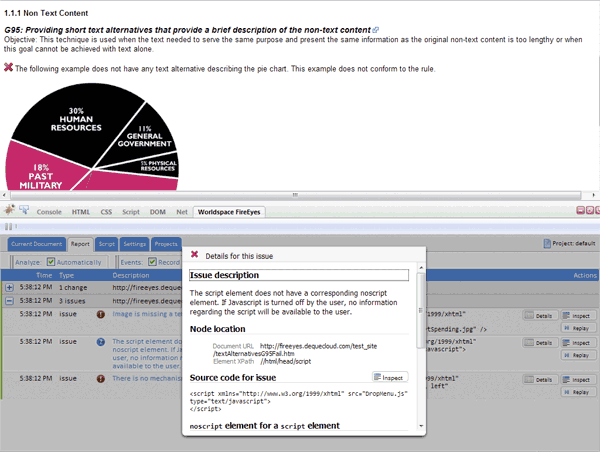 1.1.1 Non Text Content
G95: Providing short text alternatives that provide a brief description of the non-text content
Objective: This technique is used when the text needed to serve the same purpose and present the same information as the original non-text content is too lengthy or when
this goal cannot be achieved with text alone.
The following example does not have any text alternative describing the pie chart. This example does not conform to the rule.
30%
HUMAN
RESOURCES
11%
GENERAL
GOVERNMENT
5% PHYSICAL
RESOURCES
18%
PAST
MILITARY
Console HTML CSS Script DOM Net Worldspace FireEyes
Current Document Report Script Settings Projects
Project: default
Analyze: Automatically Events: Record
Time Type Description Actions
5:38:12 PM 1 change http://fireeyes.deque
5:38:12 PM 3 issues http://fireeyes.deque
5:38:12 PM issue Image is missing a te
1999/xhtml"
etSpending.jpg" />
Details Inspect
Replay
5:38:12 PM issue The script element do
noscript element. If Ja
user, no information r
available to the user.
org/1999/xhtml"
avascript">
Details Inspect
Replay
5:38:12 PM issue There is no mechanis
1999/xhtml"
left"
Details Inspect
Replay
Details for this issue
Issue description
The script element does not have a corresponding noscript
element. If Javascript is turned off by the user, no information
regarding the script will be available to the user.
Node location
Document URL http://freeyes.dequecloud.com/test_site
/textAlternativesG95Fail.htm
Element XPath //html/head/script
Source code for issue Inspect
<script xmlns="http://www.w3.org/1999/xhtml" src="DropMenu.js"
type="text/javascript">
</script>
noscript element for a script element